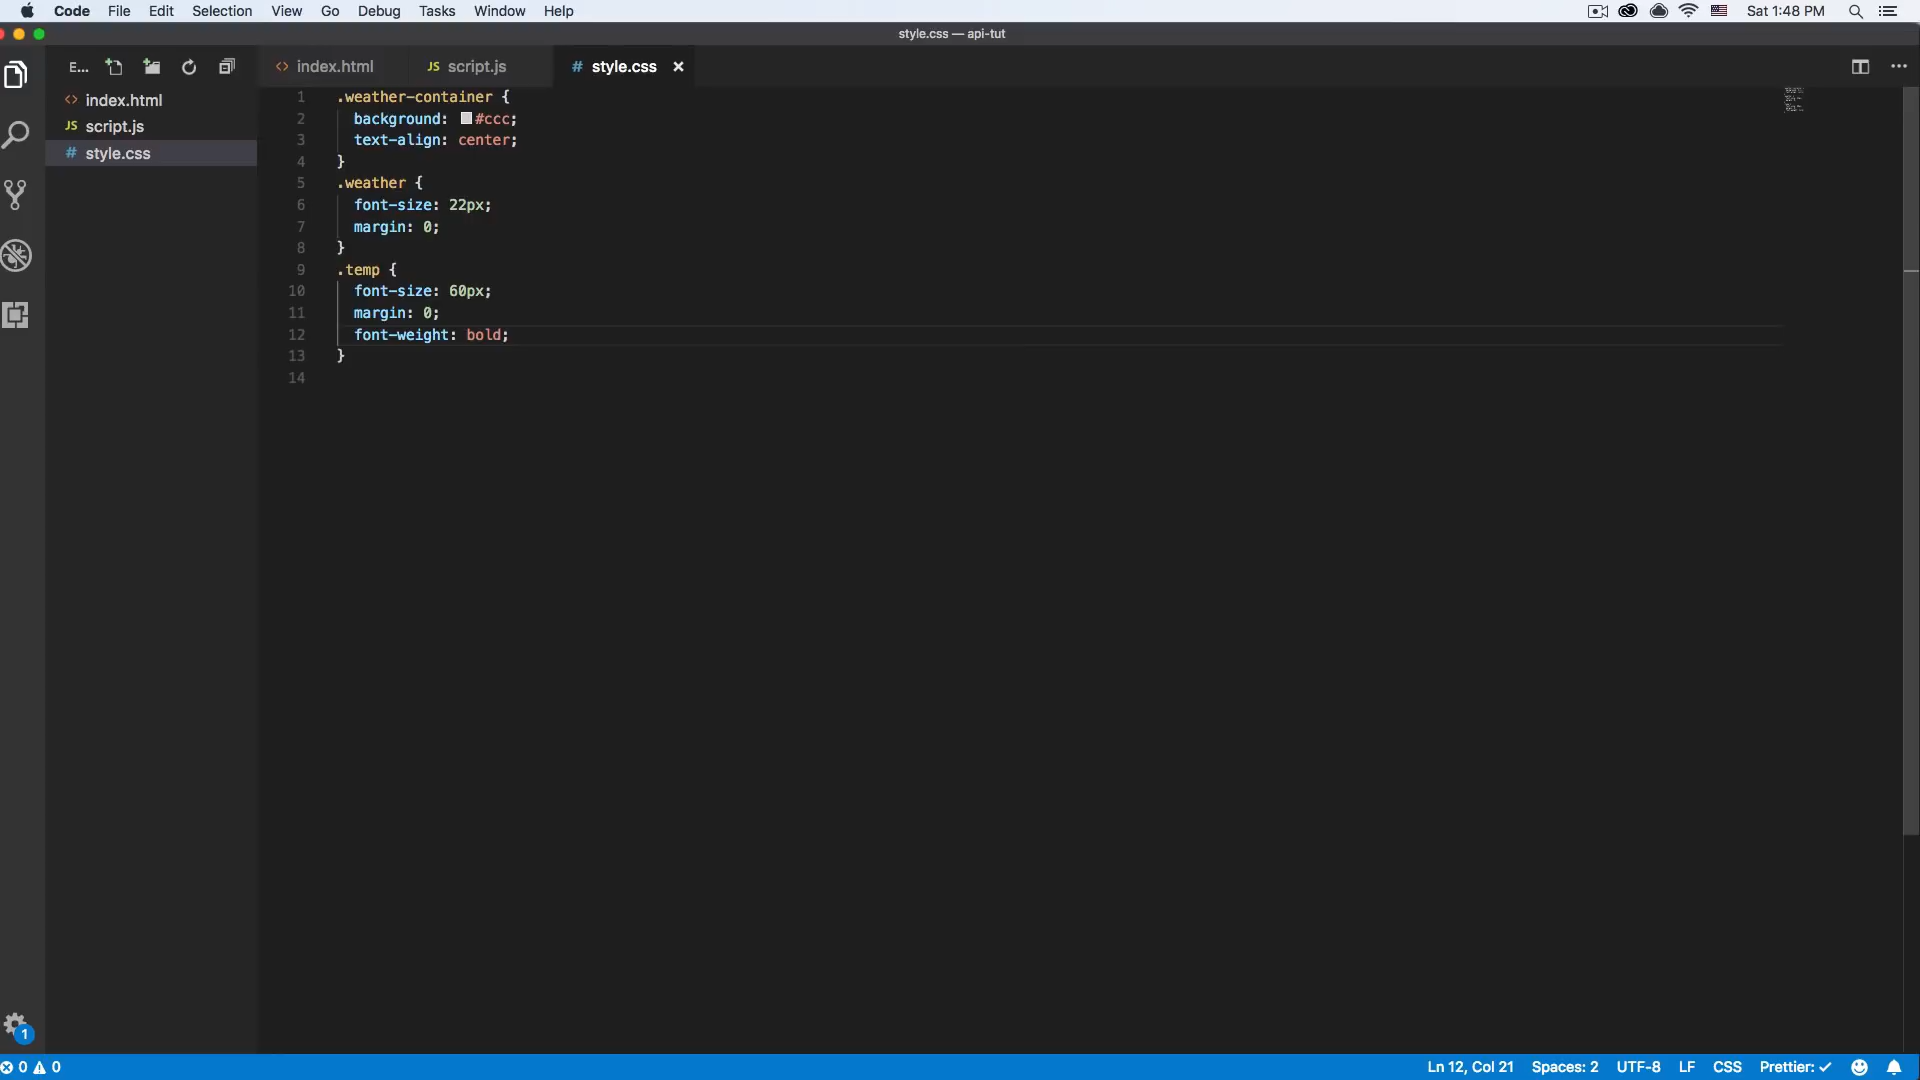 Code File Edit Selection View Go Debug Tasks Window Help Sat 1:48 PM
style.css — api-tut
E... index.html JS script.js # style.css
index.html
JS script.js
# style.css
1 .weather-container {
2 background: #ccc;
3 text-align: center;
4 }
5 .weather {
6 font-size: 22px;
7 margin: 0;
8 }
9 .temp {
10 font-size: 60px;
11 margin: 0;
12 font-weight: bold;
13 }
14
1
0 0 Ln 12, Col 21 Spaces: 2 UTF-8 LF CSS Prettier: ✓